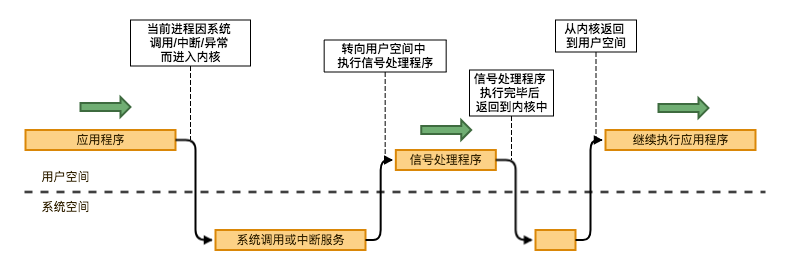 当前进程因系统
调用/中断/异常
而进入内核
转向用户空间中
执行信号处理程序
信号处理程序
执行完毕后
返回到内核中
从内核返回
到用户空间
应用程序
信号处理程序
继续执行应用程序
用户空间
系统空间
系统调用或中断服务